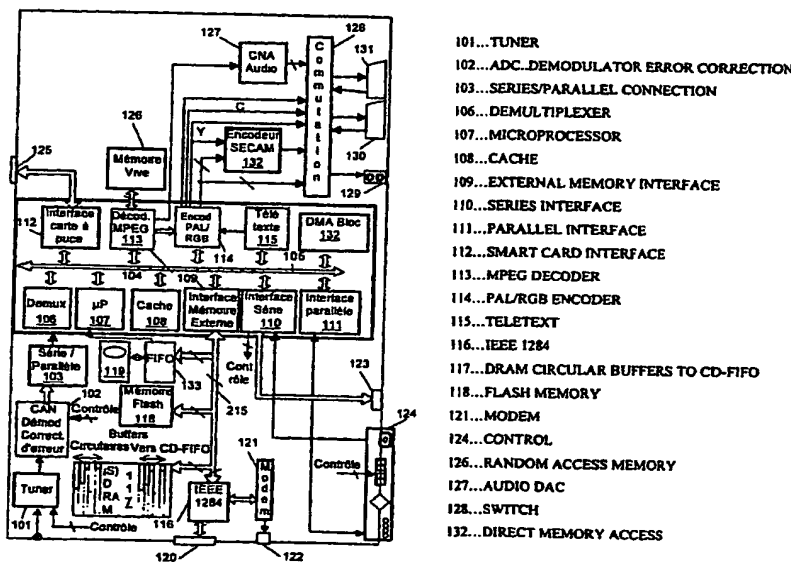 127
CNA
Audio
128
Commutation
131
126
C
Y
125
Mémoire
Vive
Encodeur
SECAM
132
130
129
Interface
carte à
puce
112
Décod.
MPEG
113
Encod
PAL/
RGB
114
Télé
texte
115
DMA Bloc
132
104
109
105
Demux
106
µP
107
Cache
108
Interface
Mémoire
Externe
Interface
Série
110
Interface
parallèle
111
Série /
Parallèle
103
119
FIFO
133
Contrôle
123
102
Mémoire
Flash
118
215
124
CAN
Démod
Correct.
d'erreur
Contrôle
Buffers
Circulaires Vers CD-FIFO
121
Contrôle
SDRAM
117
IEEE
1284
Modem
Tuner
101
116
Contrôle
120
122
101...TUNER
102...ADC..DEMODULATOR ERROR CORRECTION
103...SERIES/PARALLEL CONNECTION
106...DEMULTIPLEXER
107...MICROPROCESSOR
108...CACHE
109...EXTERNAL MEMORY INTERFACE
110...SERIES INTERFACE
111...PARALLEL INTERFACE
112...SMART CARD INTERFACE
113...MPEG DECODER
114...PAL/RGB ENCODER
115...TELETEXT
116...IEEE 1284
117...DRAM CIRCULAR BUFFERS TO CD-FIFO
118...FLASH MEMORY
121...MODEM
124...CONTROL
126...RANDOM ACCESS MEMORY
127...AUDIO DAC
128...SWITCH
132...DIRECT MEMORY ACCESS